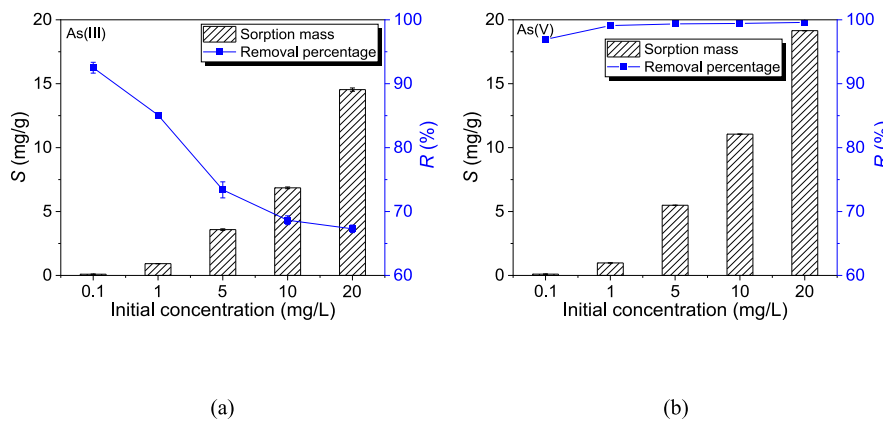 As(III)
Sorption mass
Removal percentage
S (mg/g)
20
15
10
5
0
100
90
80
70
60
R (%)
0.1 1 5 10 20
Initial concentration (mg/L)
(a)
As(V)
Sorption mass
Removal percentage
S (mg/g)
20
15
10
5
0
100
90
80
70
60
R (%)
0.1 1 5 10 20
Initial concentration (mg/L)
(b)